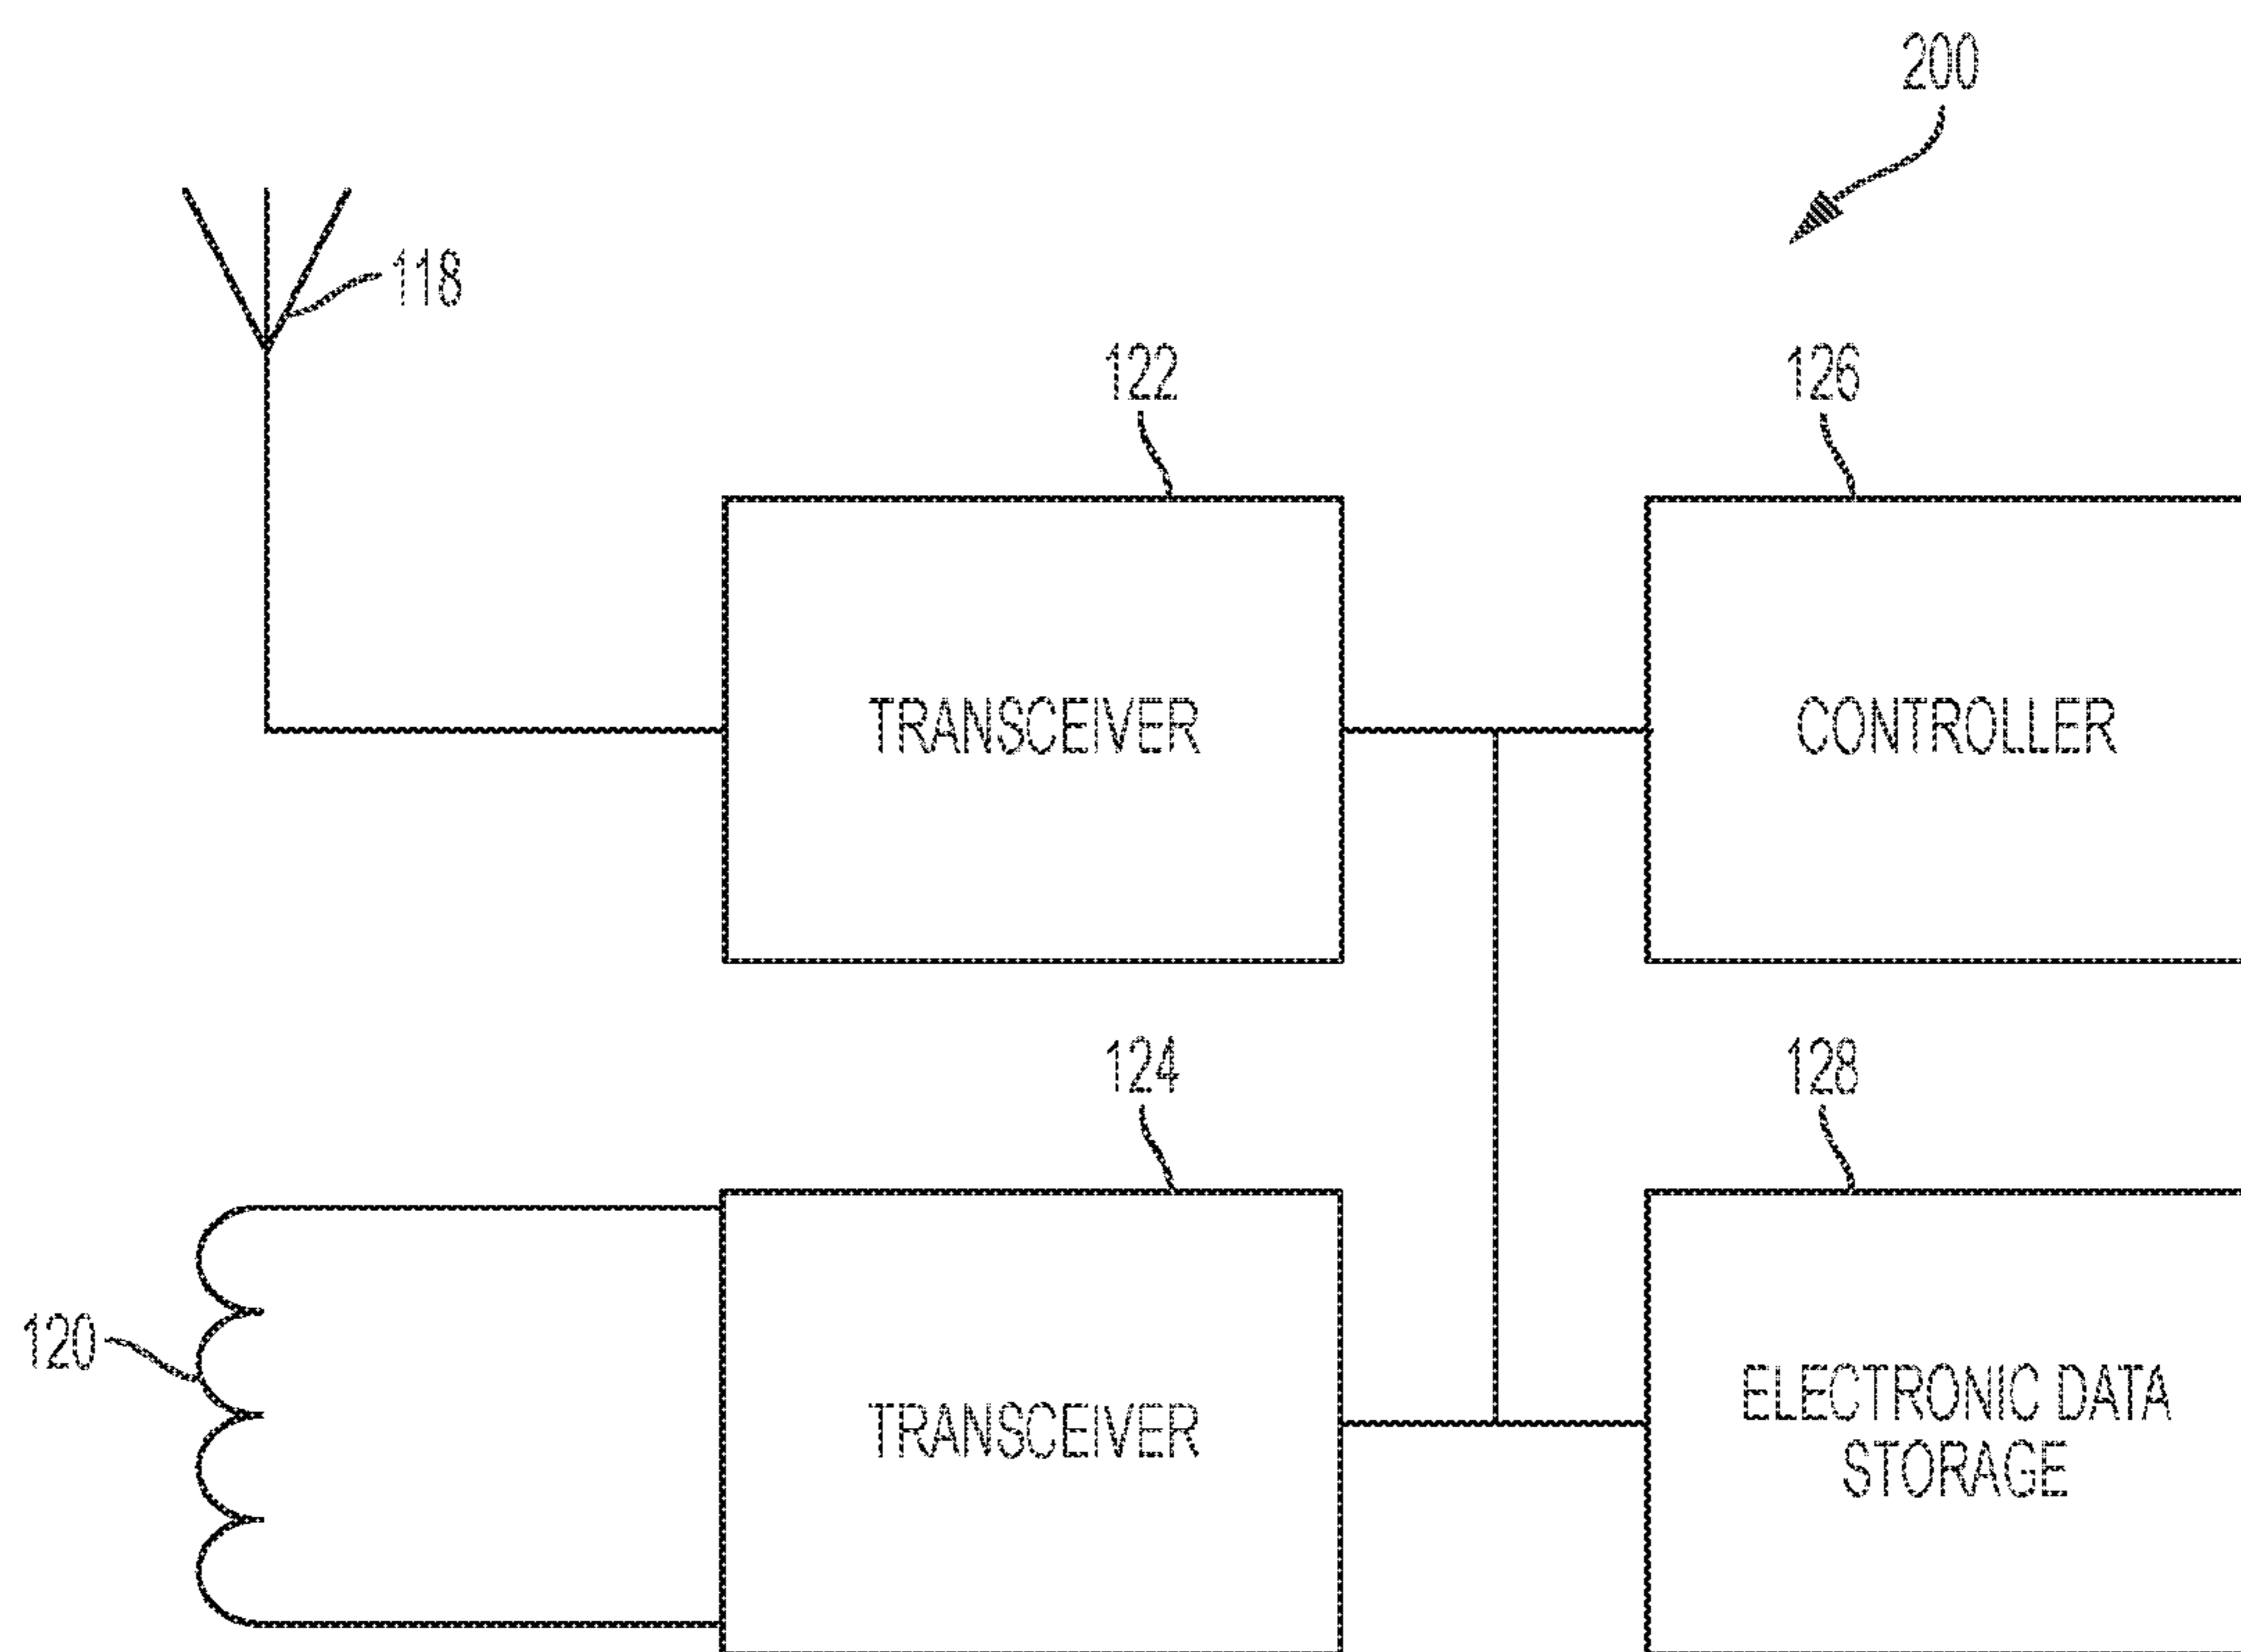 200
118
122
126
TRANSCEIVER
CONTROLLER
124
128
120
TRANSCEIVER
ELECTRONIC DATA
STORAGE